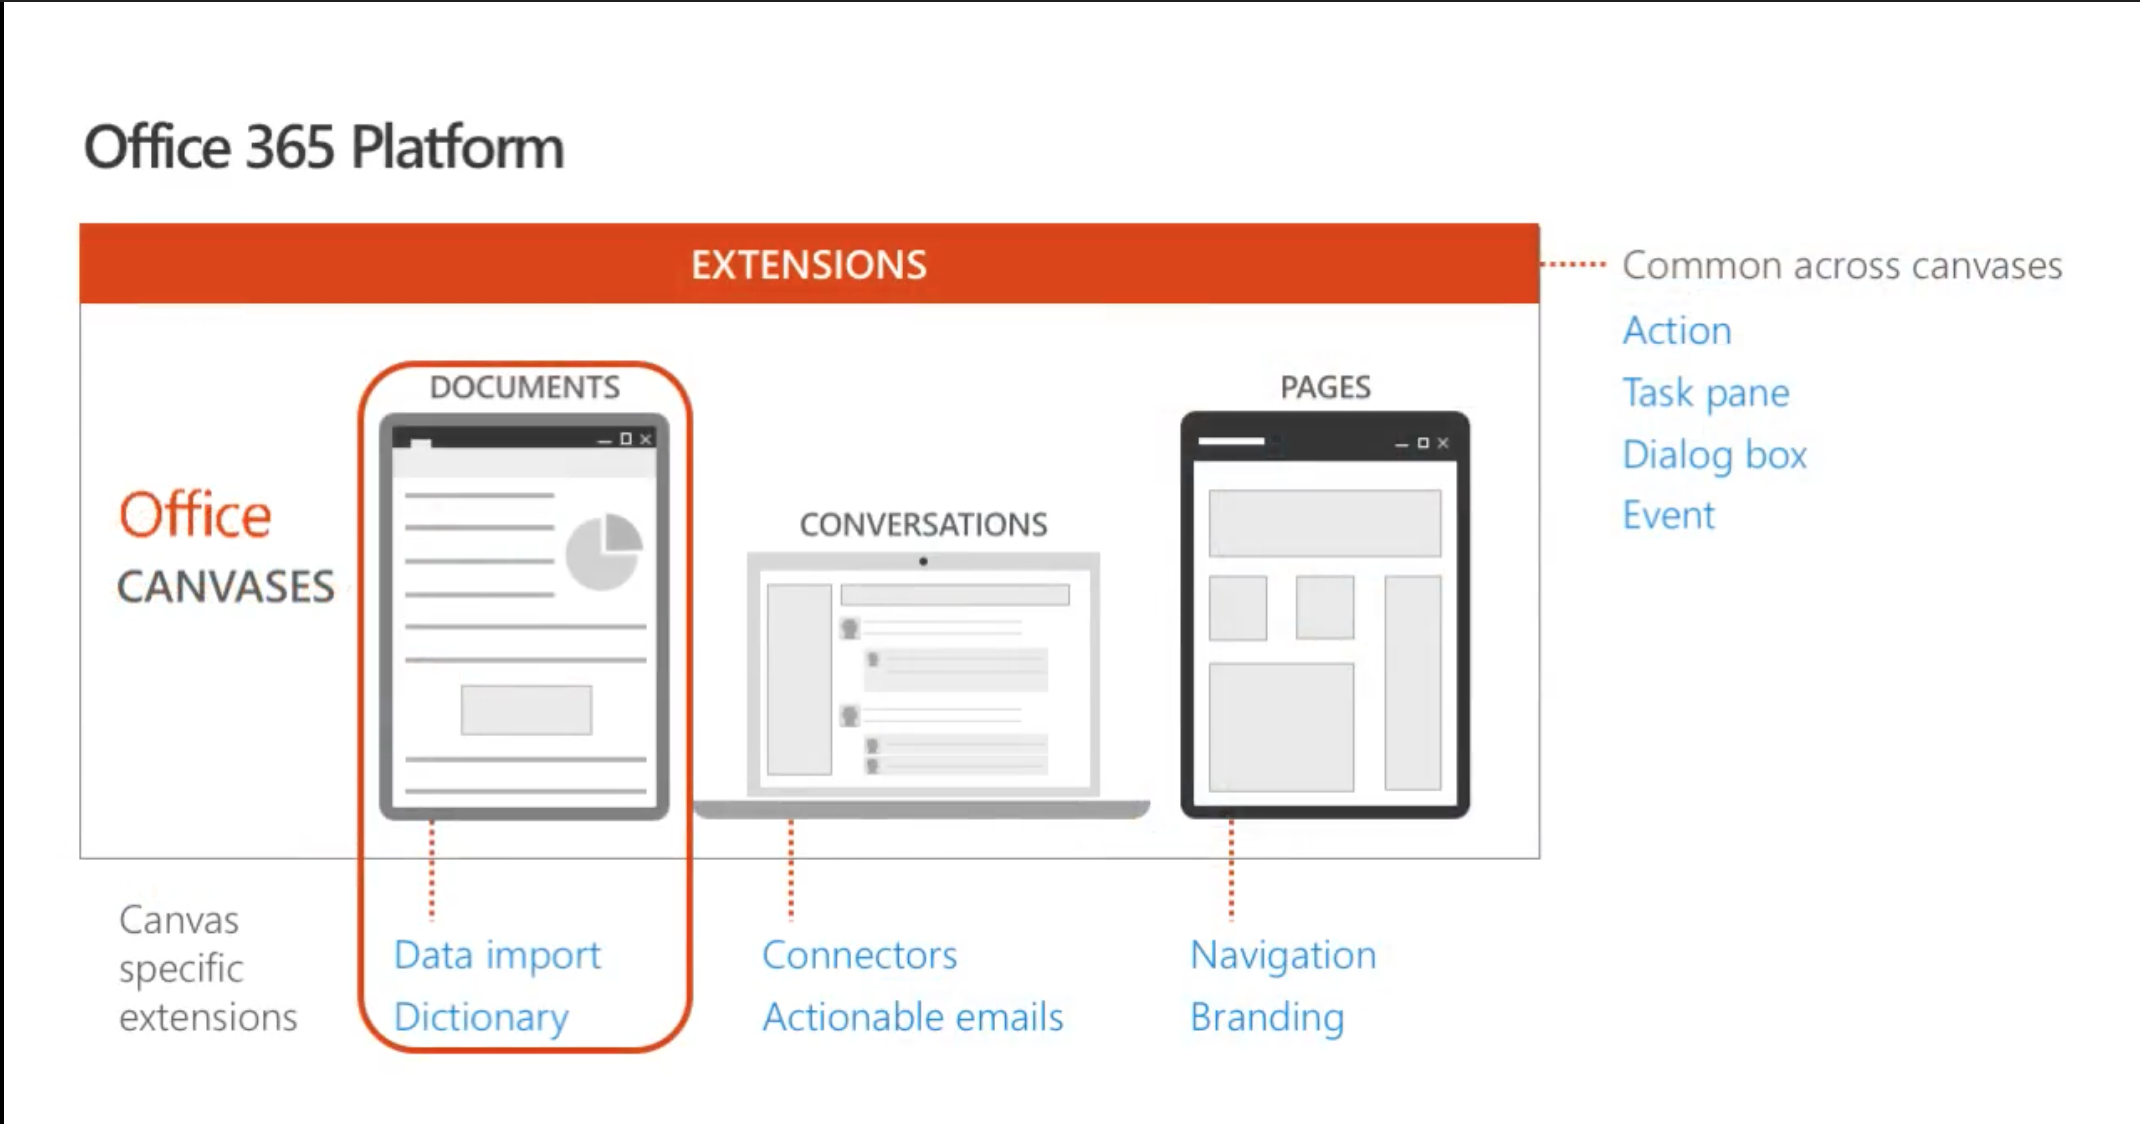 Office 365 Platform
EXTENSIONS
Common across canvases
Action
Task pane
Dialog box
Event
Office
CANVASES
DOCUMENTS
CONVERSATIONS
PAGES
Canvas
specific
extensions
Data import
Dictionary
Connectors
Actionable emails
Navigation
Branding